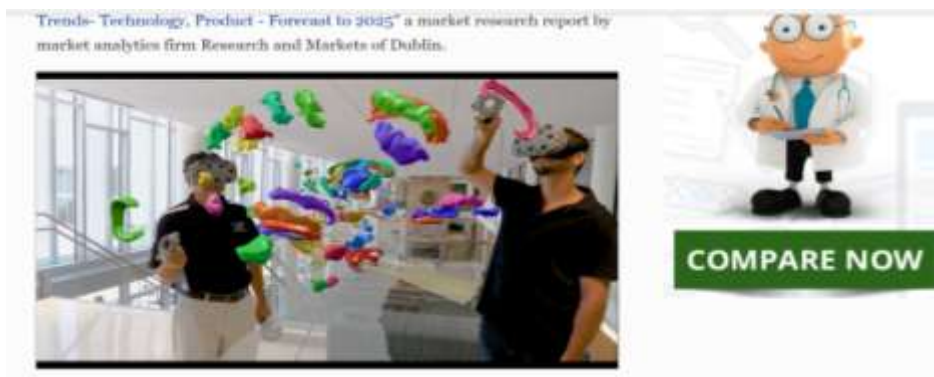 Trends- Technology, Product - Forecast to 2025" a market research report by
market analytics firm Research and Markets of Dublin.
COMPARE NOW